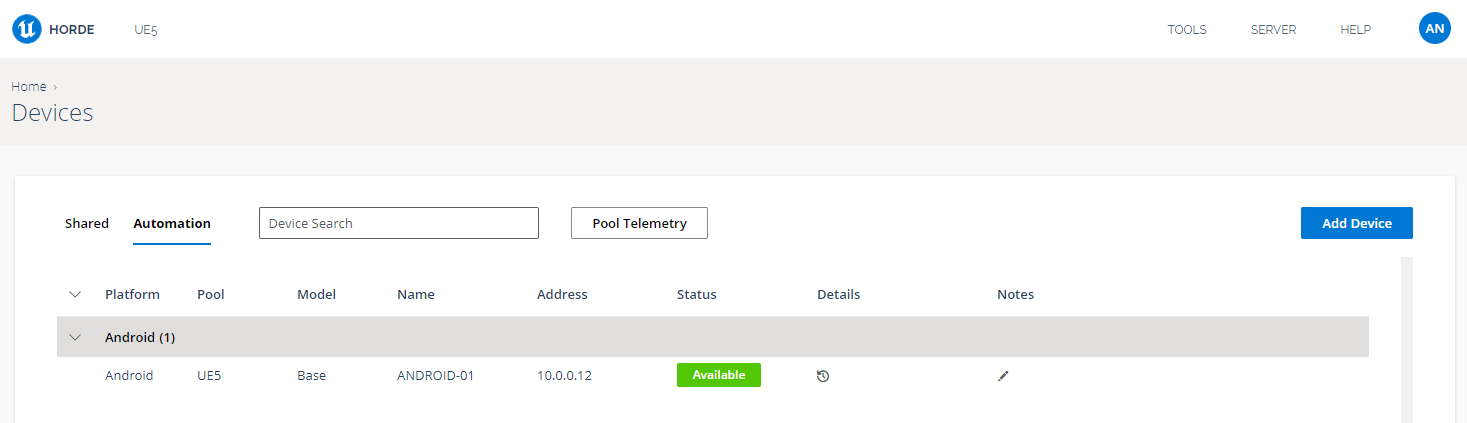 HORDE UE5 TOOLS SERVER HELP AN
Home ›
Devices
Shared Automation Device Search Pool Telemetry Add Device
Platform Pool Model Name Address Status Details Notes
Android (1)
Android UE5 Base ANDROID-01 10.0.0.12 Available